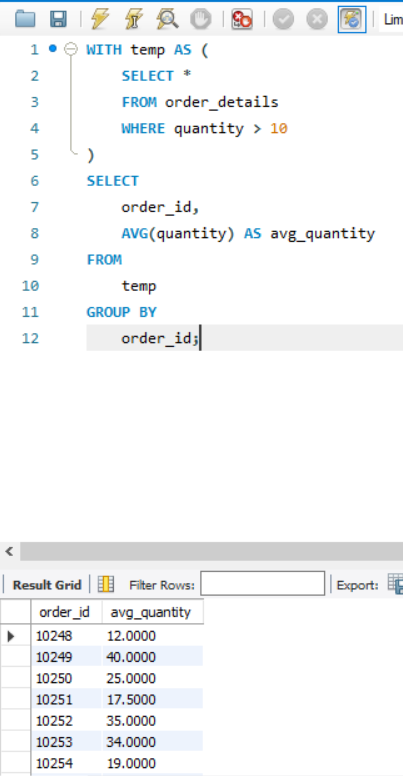 Lim
1 WITH temp AS (
2 SELECT *
3 FROM order_details
4 WHERE quantity > 10
5 )
6 SELECT
7 order_id,
8 AVG(quantity) AS avg_quantity
9 FROM
10 temp
11 GROUP BY
12 order_id;
Result Grid Filter Rows: Export:
order_id avg_quantity
10248 12.0000
10249 40.0000
10250 25.0000
10251 17.5000
10252 35.0000
10253 34.0000
10254 19.0000